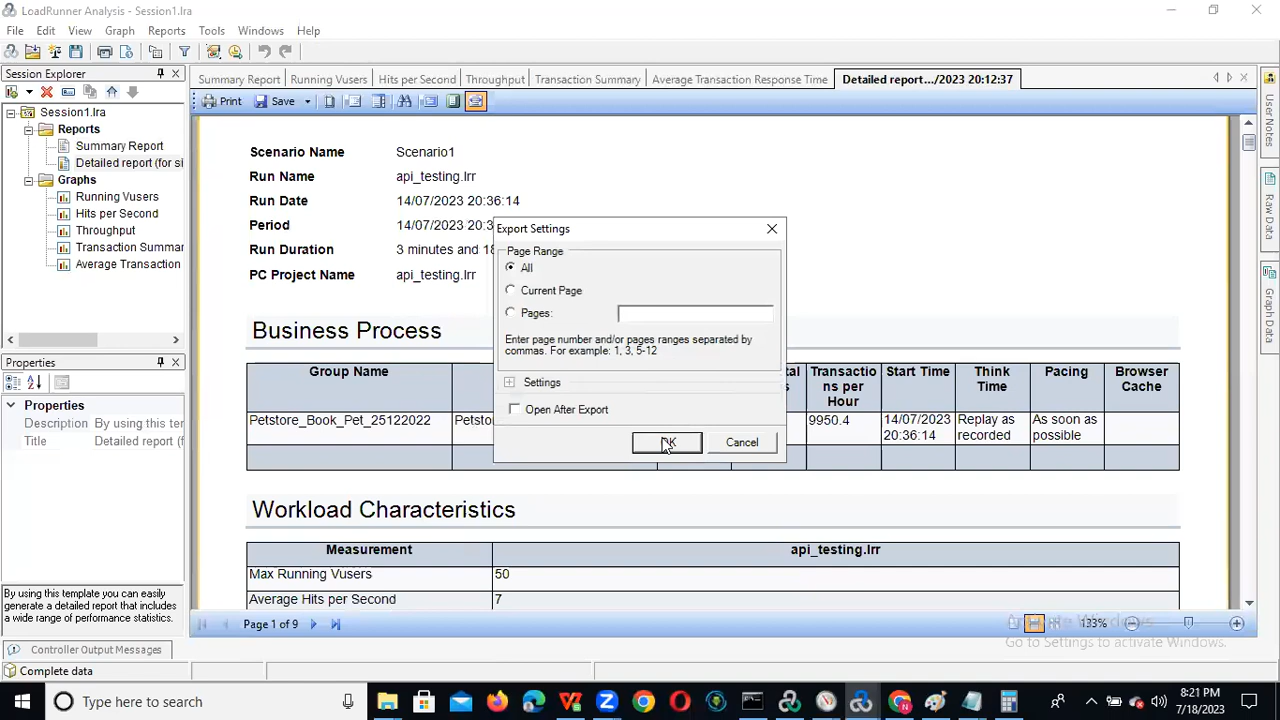 LoadRunner Analysis - Session1.lra
File Edit View Graph Reports Tools Windows Help
Session Explorer
Summary Report Running Vusers Hits per Second Throughput Transaction Summary Average Transaction Response Time Detailed report.../2023 20:12:37
Print Save
Session1.lra
Reports
Summary Report
Detailed report (for si
Graphs
Running Vusers
Hits per Second
Throughput
Transaction Summar
Average Transaction
Scenario Name Scenario1
Run Name api_testing.lrr
Run Date 14/07/2023 20:36:14
Period 14/07/2023 20:3
Run Duration 3 minutes and 18
PC Project Name api_testing.lrr
Export Settings
Page Range
All
Current Page
Pages:
Enter page number and/or pages ranges separated by
commas. For example: 1, 3, 5-12
Settings
Open After Export
OK Cancel
Business Process
Group Name Transactio
ns per
Hour Start Time Think
Time Pacing Browser
Cache
Petstore_Book_Pet_25122022 Petsto 9950.4 14/07/2023
20:36:14 Replay as
recorded As soon as
possible
Workload Characteristics
Measurement api_testing.lrr
Max Running Vusers 50
Average Hits per Second 7
Properties
Properties
Description By using this temp
Title Detailed report (f
By using this template you can easily
generate a detailed report that includes
a wide range of performance statistics.
Page 1 of 9 133%
Controller Output Messages
Complete data
User Notes
Raw Data
Graph Data
Activate Windows
Go to Settings to activate Windows.
Type here to search
8:21 PM
7/18/2023